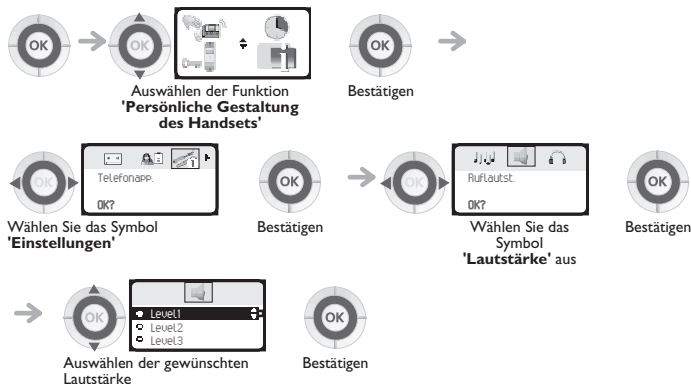 OK
OK
OK
Auswählen der Funktion
'Persönliche Gestaltung
des Handsets'
Bestätigen
OK
Telefonapp.
OK?
OK
OK
Ruflautst.
OK?
OK
Wählen Sie das Symbol
'Einstellungen'
Bestätigen
Wählen Sie das
Symbol
'Lautstärke' aus
Bestätigen
OK
Level1
Level2
Level3
OK
Auswählen der gewünschten
Lautstärke
Bestätigen